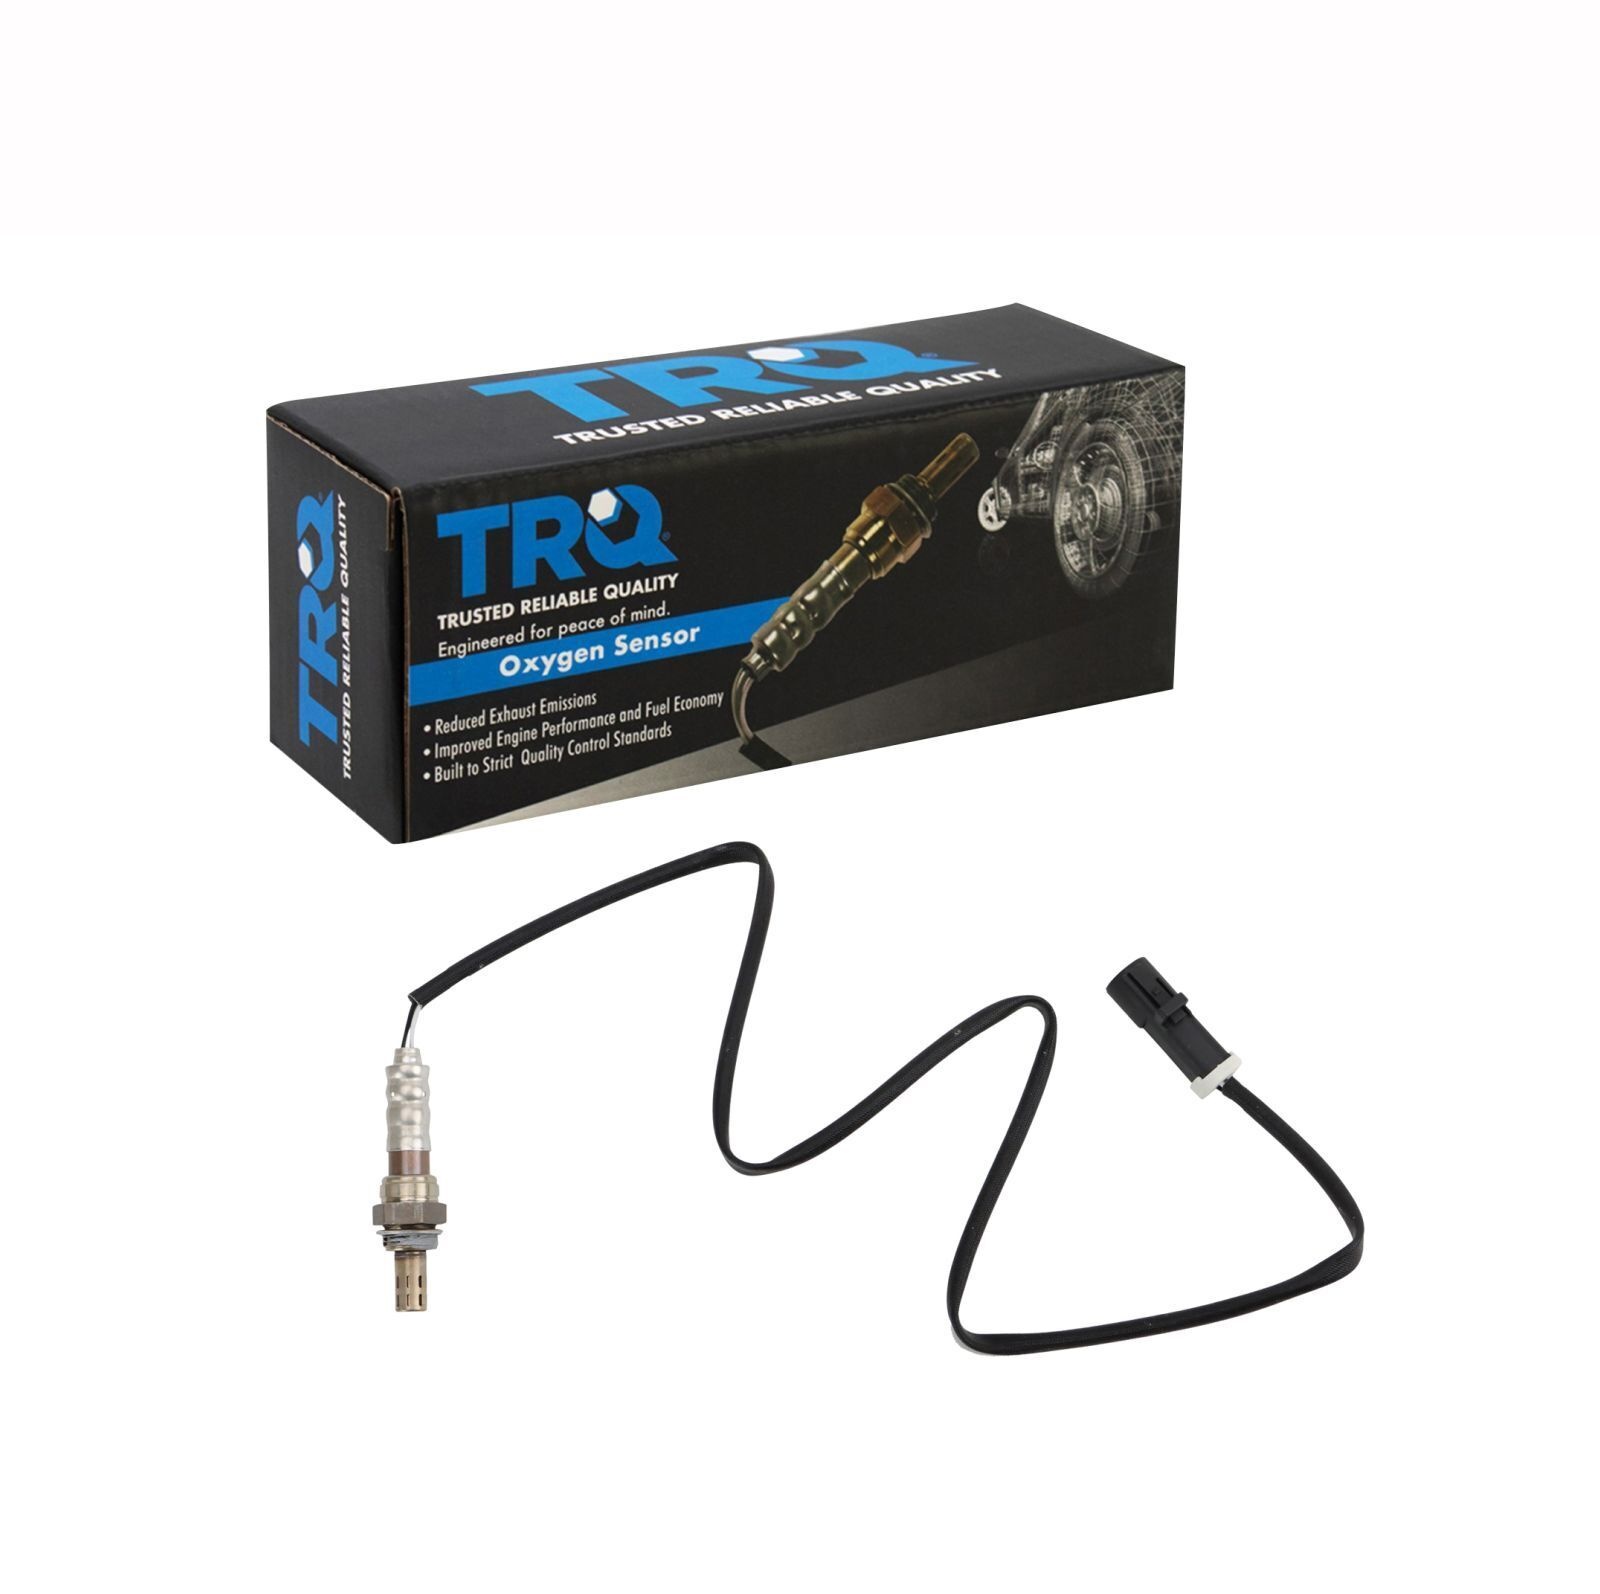 TRQ®
TRUSTED RELIABLE QUALITY
TRQ
TRUSTED RELIABLE QUALITY
TRQ®
TRUSTED RELIABLE QUALITY
Engineered for peace of mind.
Oxygen Sensor
• Reduced Exhaust Emissions
• Improved Engine Performance and Fuel Economy
• Built to Strict Quality Control Standards